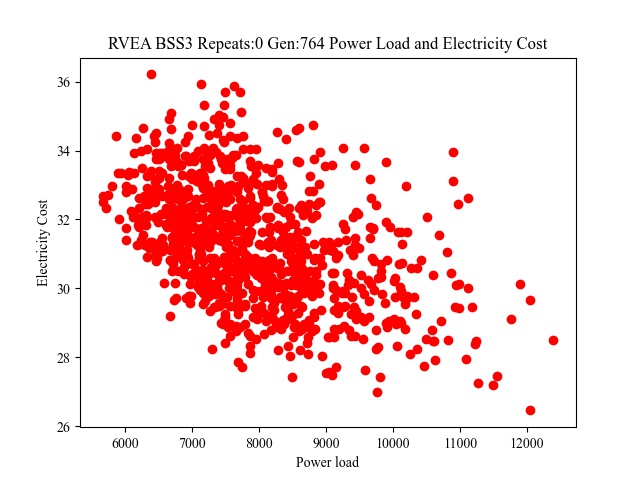 RVEA BSS3 Repeats:0 Gen:764 Power Load and Electricity Cost
Electricity Cost
36
34
32
30
28
26
6000 7000 8000 9000 10000 11000 12000
Power load